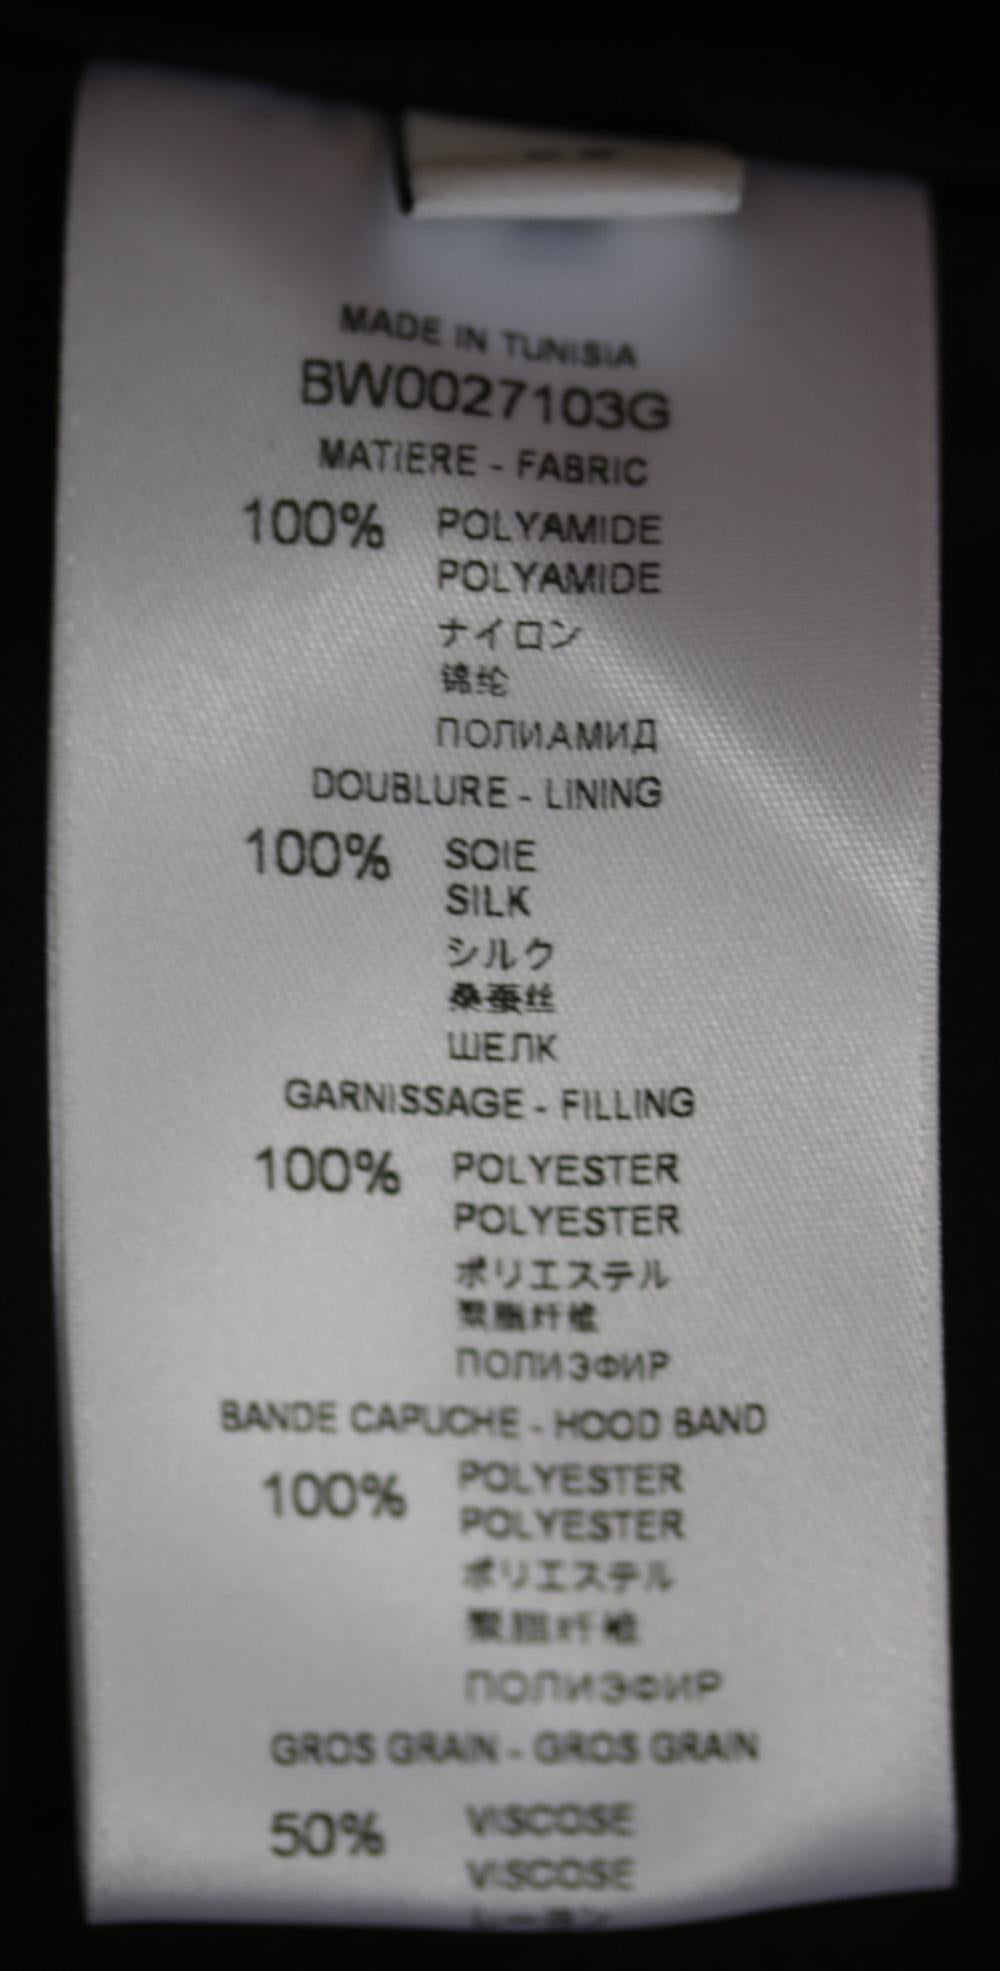 MADE IN TUNISIA
BW0027103G
MATIERE - FABRIC
100% POLYAMIDE
POLYAMIDE
ナイロン
锦纶
ПОЛИАМИД
DOUBLURE - LINING
100% SOIE
SILK
シルク
桑蚕丝
ШЕЛК
GARNISSAGE - FILLING
100% POLYESTER
POLYESTER
ポリエステル
聚脂纤维
ПОЛИЭФИР
BANDE CAPUCHE - HOOD BAND
100% POLYESTER
POLYESTER
ポリエステル
聚脂纤维
ПОЛИЭФИР
GROS GRAIN - GROS GRAIN
50% VISCOSE
VISCOSE